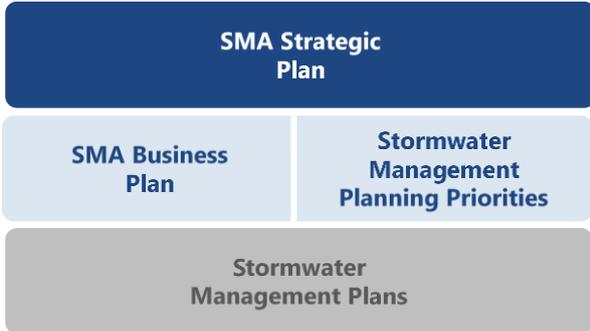 SMA Strategic
Plan
SMA Business
Plan
Stormwater
Management
Planning Priorities
Stormwater
Management Plans